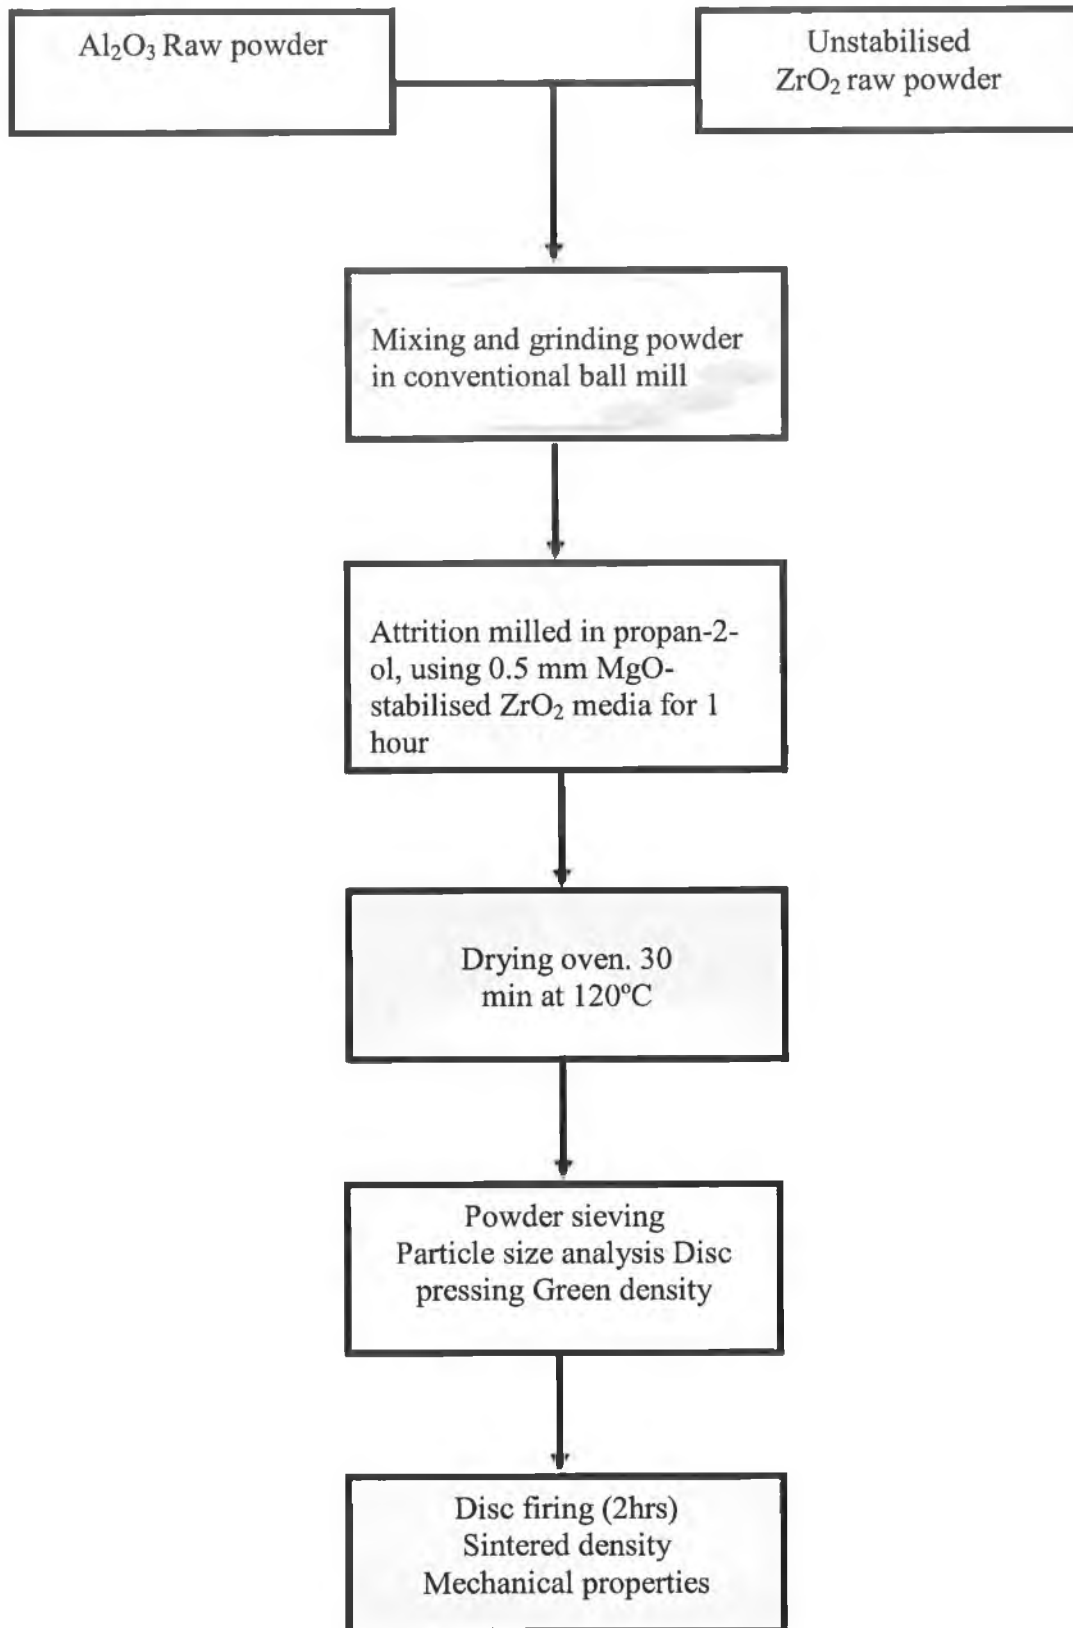 Al₂O₃ Raw powder
Unstabilised
ZrO₂ raw powder
Mixing and grinding powder
in conventional ball mill
Attrition milled in propan-2-
ol, using 0.5 mm MgO-
stabilised ZrO₂ media for 1
hour
Drying oven. 30
min at 120ºC
Powder sieving
Particle size analysis Disc
pressing Green density
Disc firing (2hrs)
Sintered density
Mechanical properties